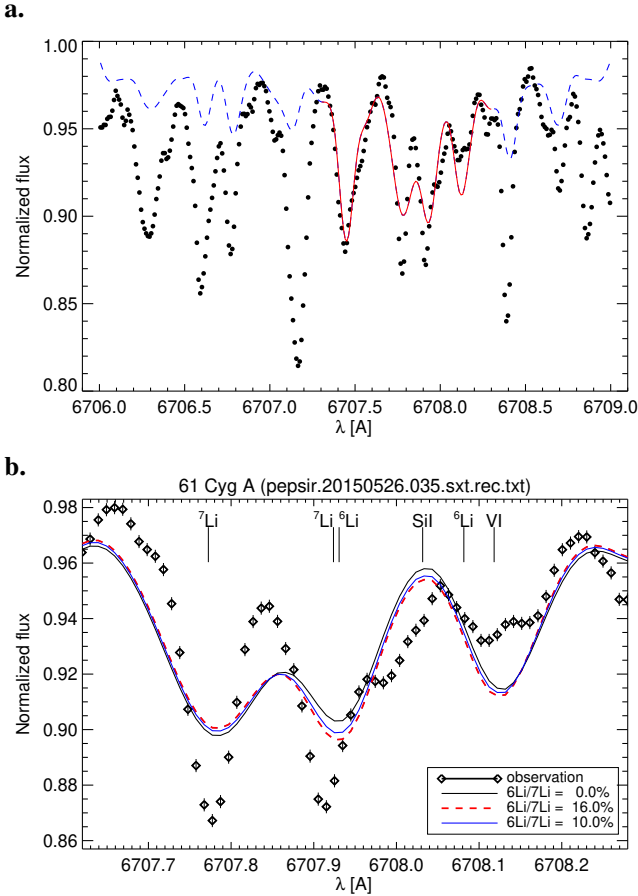 a.
1.00
0.95
0.90
0.85
0.80
Normalized flux
6706.0 6706.5 6707.0 6707.5 6708.0 6708.5 6709.0
λ [A]
b.
61 Cyg A (pepsir.20150526.035.sxt.rec.txt)
0.98
0.96
0.94
0.92
0.90
0.88
0.86
Normalized flux
⁷Li ⁷Li ⁶Li SiI ⁶Li VI
observation
6Li/7Li = 0.0%
6Li/7Li = 16.0%
6Li/7Li = 10.0%
6707.7 6707.8 6707.9 6708.0 6708.1 6708.2
λ [A]